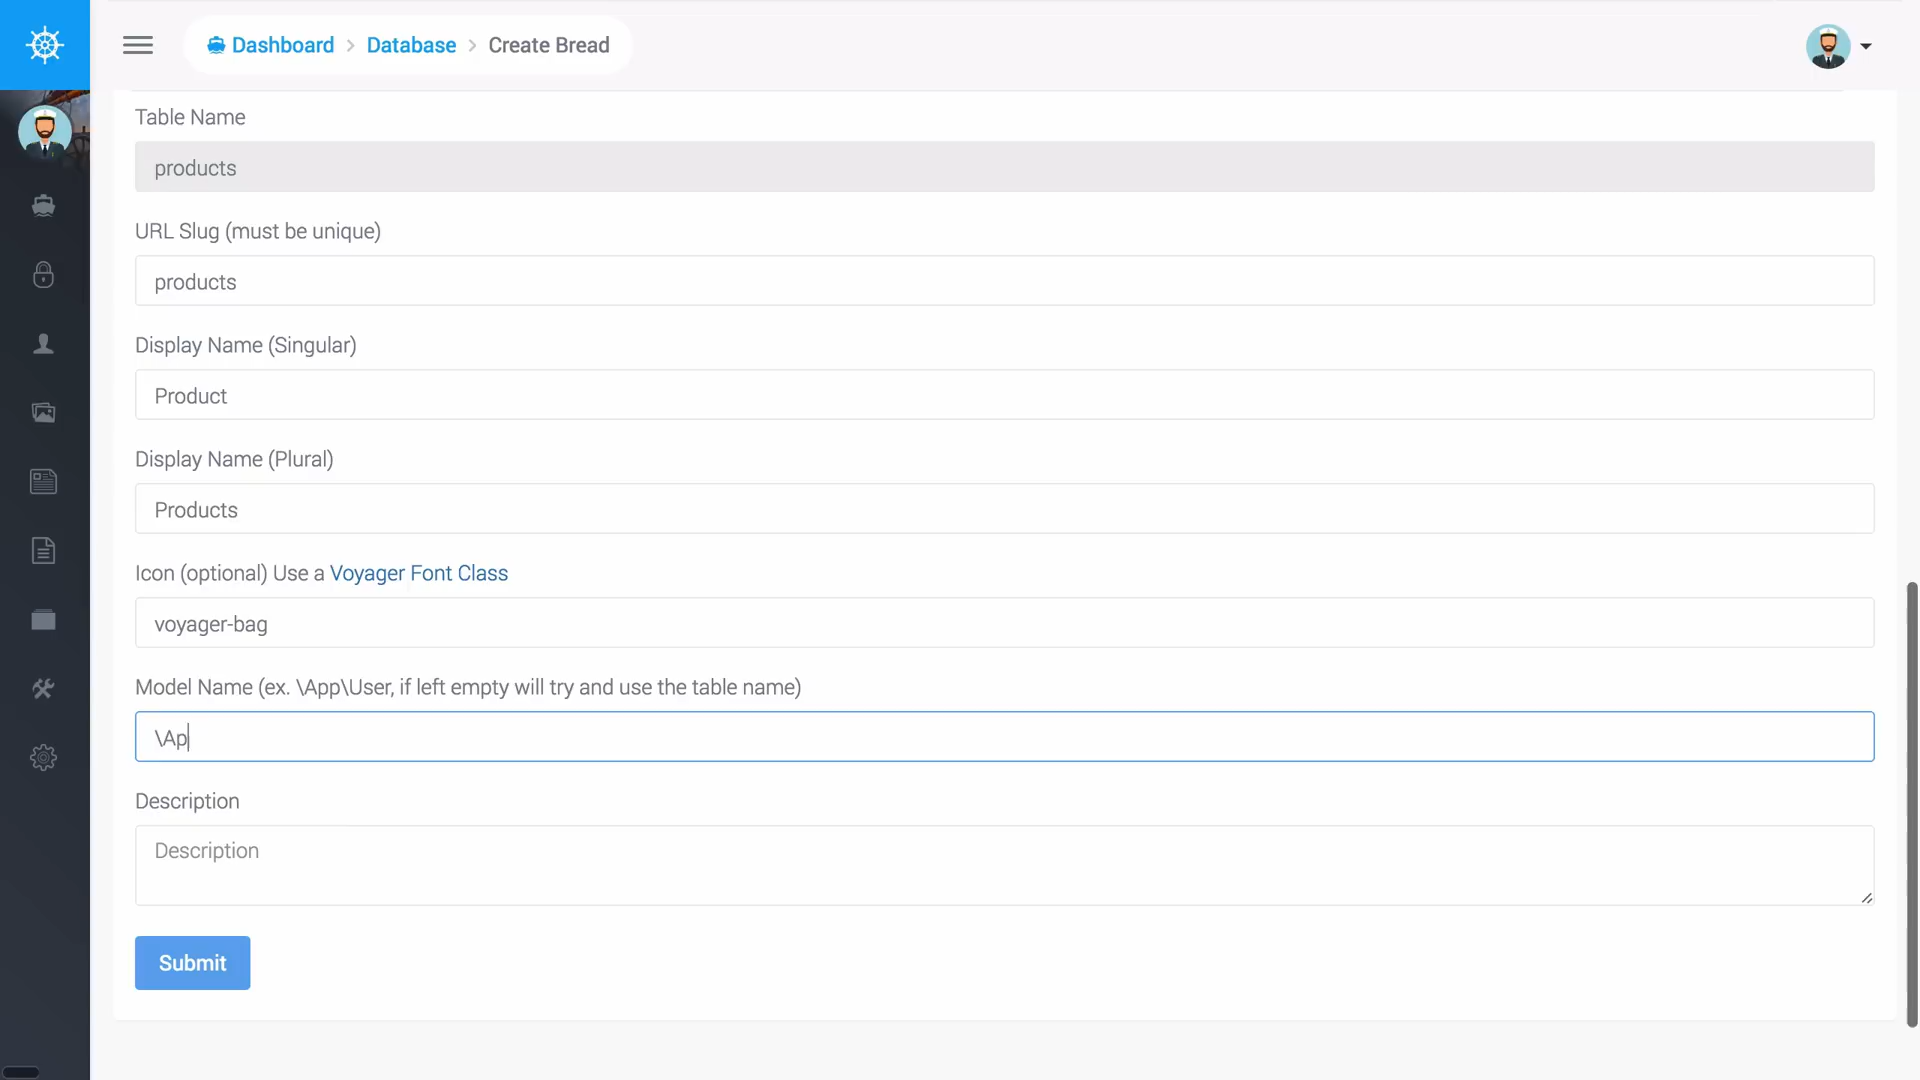 Dashboard > Database > Create Bread
Table Name
products
URL Slug (must be unique)
products
Display Name (Singular)
Product
Display Name (Plural)
Products
Icon (optional) Use a Voyager Font Class
voyager-bag
Model Name (ex. \App\User, if left empty will try and use the table name)
\Ap
Description
Description
Submit